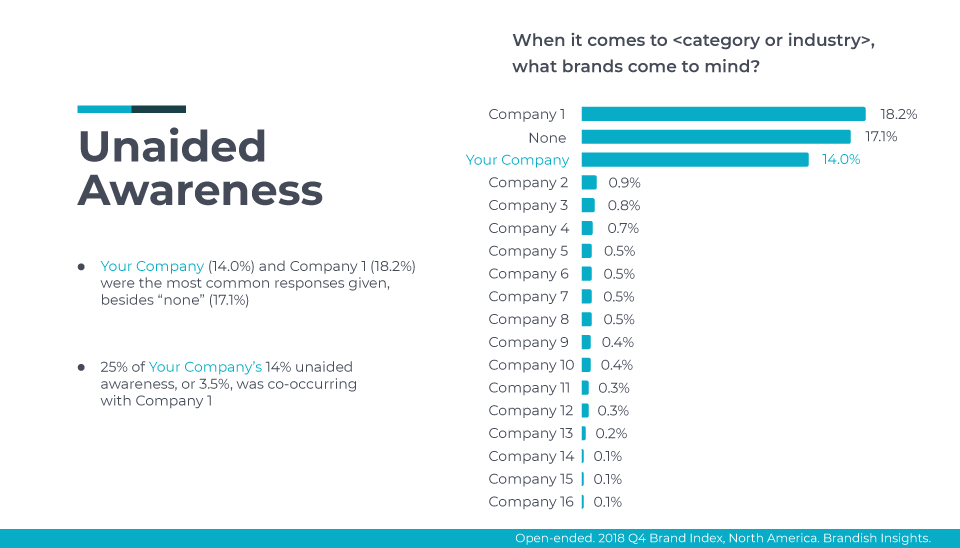 When it comes to <category or industry>,
what brands come to mind?
Unaided
Awareness
● Your Company (14.0%) and Company 1 (18.2%)
were the most common responses given,
besides “none” (17.1%)
● 25% of Your Company’s 14% unaided
awareness, or 3.5%, was co-occurring
with Company 1
Company 1 18.2%
None 17.1%
Your Company 14.0%
Company 2 0.9%
Company 3 0.8%
Company 4 0.7%
Company 5 0.5%
Company 6 0.5%
Company 7 0.5%
Company 8 0.5%
Company 9 0.4%
Company 10 0.4%
Company 11 0.3%
Company 12 0.3%
Company 13 0.2%
Company 14 0.1%
Company 15 0.1%
Company 16 0.1%
Open-ended. 2018 Q4 Brand Index, North America. Brandish Insights.